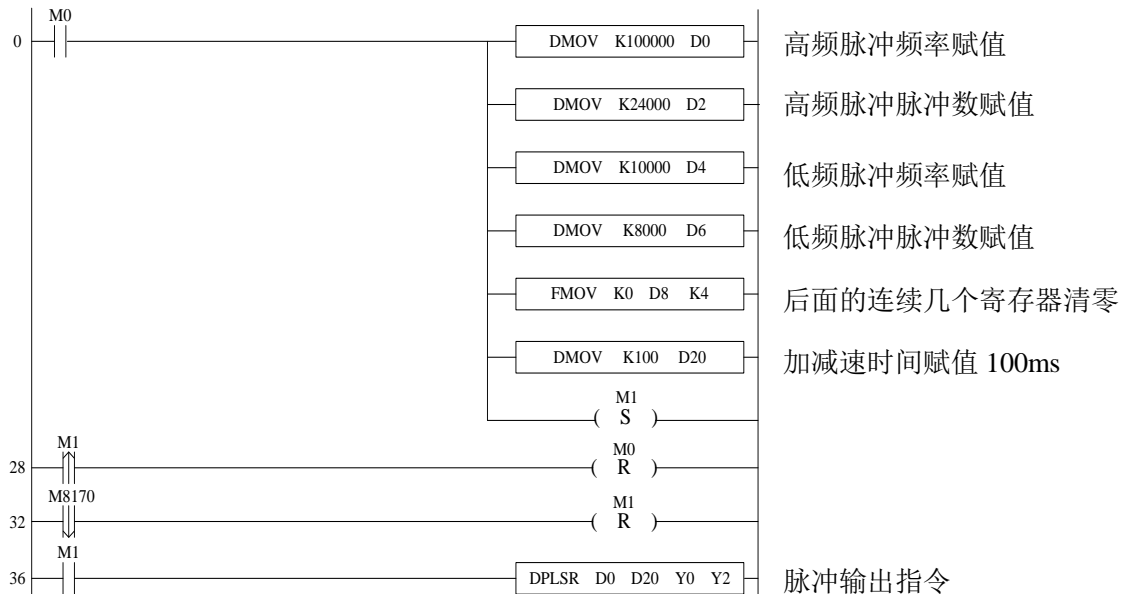 M0
0
DMOV K100000 D0
高频脉冲频率赋值
DMOV K24000 D2
高频脉冲脉冲数赋值
DMOV K10000 D4
低频脉冲频率赋值
DMOV K8000 D6
低频脉冲脉冲数赋值
FMOV K0 D8 K4
后面的连续几个寄存器清零
DMOV K100 D20
加减速时间赋值 100ms
M1
( S )
M1
28
M0
( R )
M8170
32
M1
( R )
M1
36
DPLSR D0 D20 Y0 Y2
脉冲输出指令